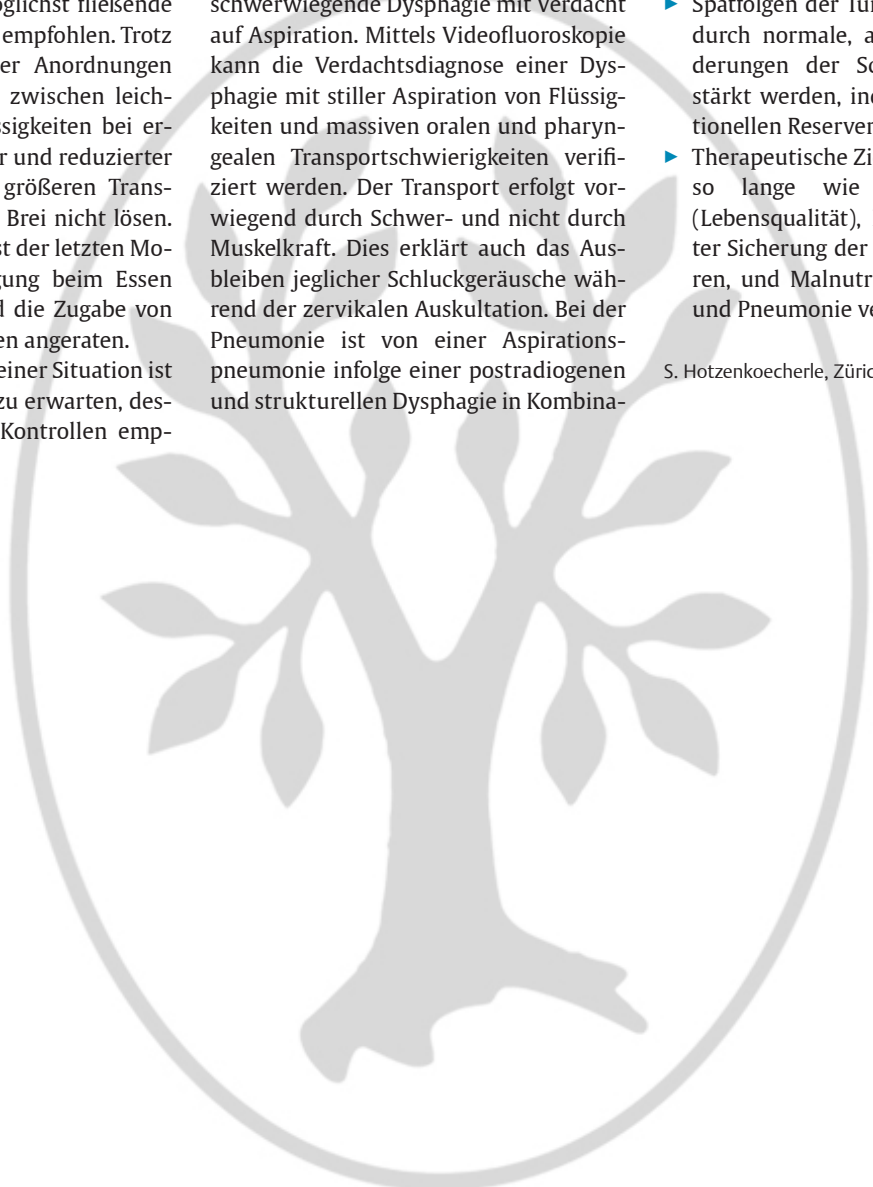 öglichst fließende
empfohlen. Trotz
er Anordnungen
zwischen leich-
ssigkeiten bei er-
r und reduzierter
größeren Trans-
Brei nicht lösen.
st der letzten Mo-
gung beim Essen
d die Zugabe von
en angeraten.
einer Situation ist
zu erwarten, des-
Kontrollen emp-
schwerwiegende Dysphagie mit Verdacht
auf Aspiration. Mittels Videofluoroskopie
kann die Verdachtsdiagnose einer Dys-
phagie mit stiller Aspiration von Flüssig-
keiten und massiven oralen und pharyn-
gealen Transportschwierigkeiten verifi-
ziert werden. Der Transport erfolgt vor-
wiegend durch Schwer- und nicht durch
Muskelkraft. Dies erklärt auch das Aus-
bleiben jeglicher Schluckgeräusche wäh-
rend der zervikalen Auskultation. Bei der
Pneumonie ist von einer Aspirations-
pneumonie infolge einer postradiogenen
und strukturellen Dysphagie in Kombina-
▶ Spätfolgen der Tu
durch normale, a
derungen der Sc
stärkt werden, in
tionellen Reserve
▶ Therapeutische Zi
so lange wie
(Lebensqualität),
ter Sicherung der
ren, und Malnutr
und Pneumonie ve
S. Hotzenkoecherle, Züric